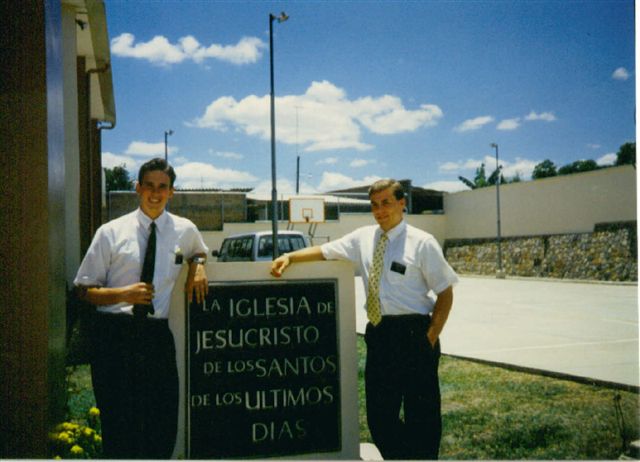 LA IGLESIA DE
JESUCRISTO
DE LOS SANTOS
DE LOS ULTIMOS
DIAS